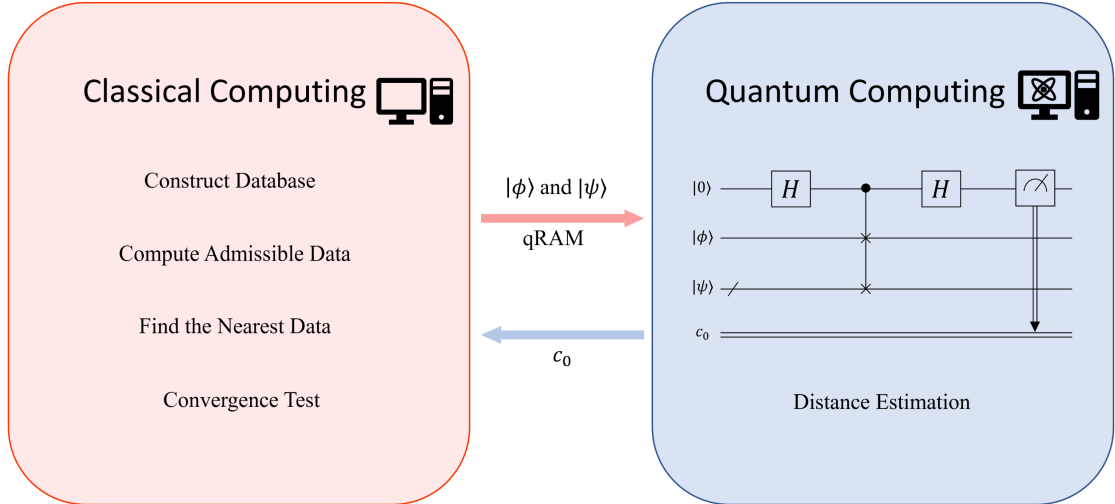 Classical Computing
Construct Database
Compute Admissible Data
Find the Nearest Data
Convergence Test
|ϕ⟩ and |ψ⟩
qRAM
c₀
Quantum Computing
|0⟩ H H
|ϕ⟩
|ψ⟩
c₀
Distance Estimation